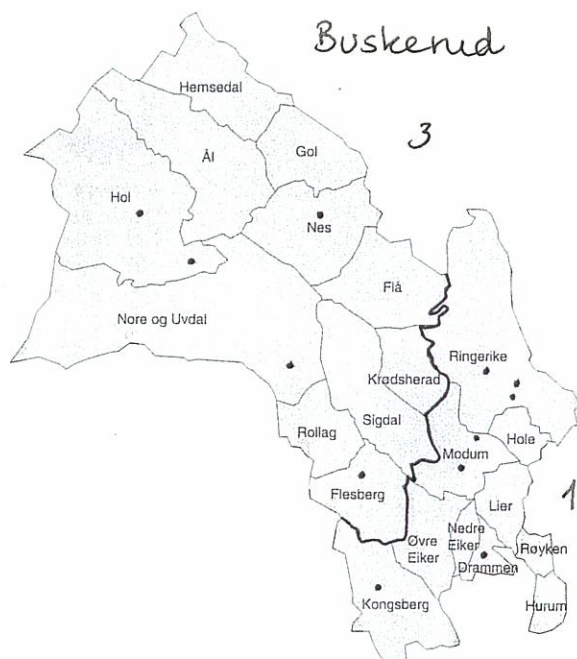 Buskerud
Hemsedal
3
Ål
Gol
Hol
Nes
Flå
Nore og Uvdal
Ringerike
Krødsherad
Rollag
Sigdal
Hole
Modum
Flesberg
1
Lier
Øvre
Eiker
Nedre
Eiker
Røyken
Drammen
Kongsberg
Hurum